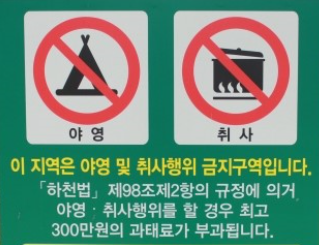 야 영
취 사
이 지역은 야영 및 취사행위 금지구역입니다.
「하천법」 제98조제2항의 규정에 의거
야영 · 취사행위를 할 경우 최고
300만원의 과태료가 부과됩니다.